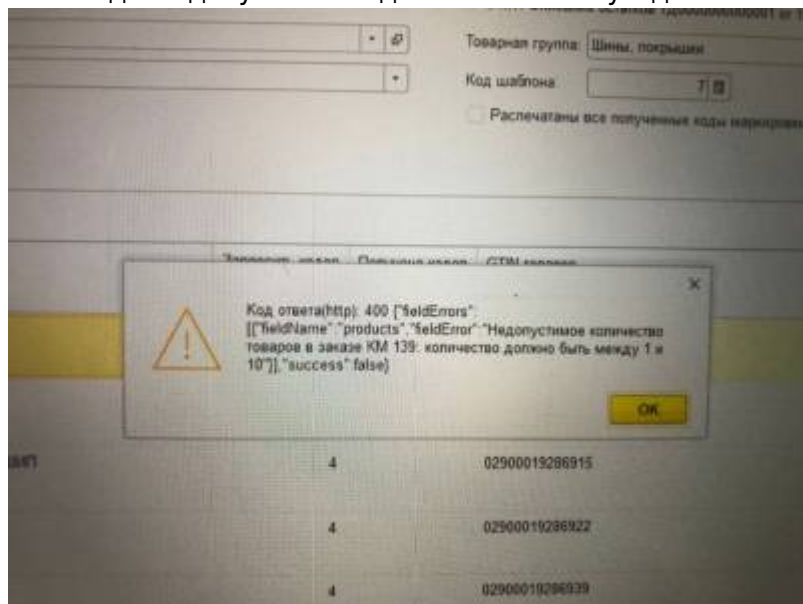 Товарная группа: Шины, покрышки
Код шаблона: 7
Распечатаны все полученные коды маркировки
GTIN
Код ответа(http): 400 {"fieldErrors":
[{"fieldName":"products","fieldError":"Недопустимое количество
товаров в заказе КМ 139: количество должно быть между 1 и
10"}],"success":false}
OK
4 02900019286915
4 02900019286922
4 02900019286939